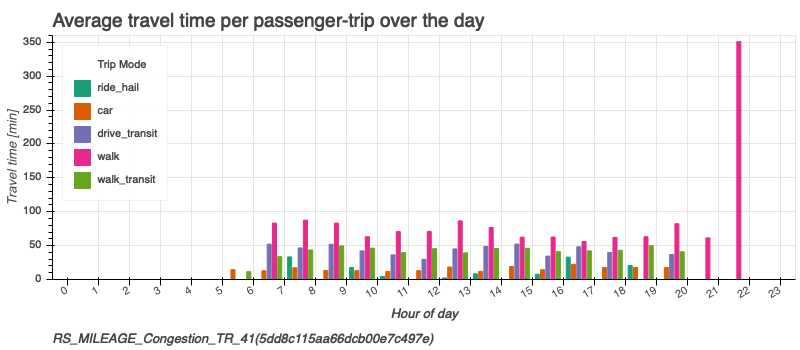 Average travel time per passenger-trip over the day
Travel time [min]
350
300
250
200
150
100
50
0
Trip Mode
ride_hail
car
drive_transit
walk
walk_transit
0 1 2 3 4 5 6 7 8 9 10 11 12 13 14 15 16 17 18 19 20 21 22 23
Hour of day
RS_MILEAGE_Congestion_TR_41(5dd8c115aa66dcb00e7c497e)